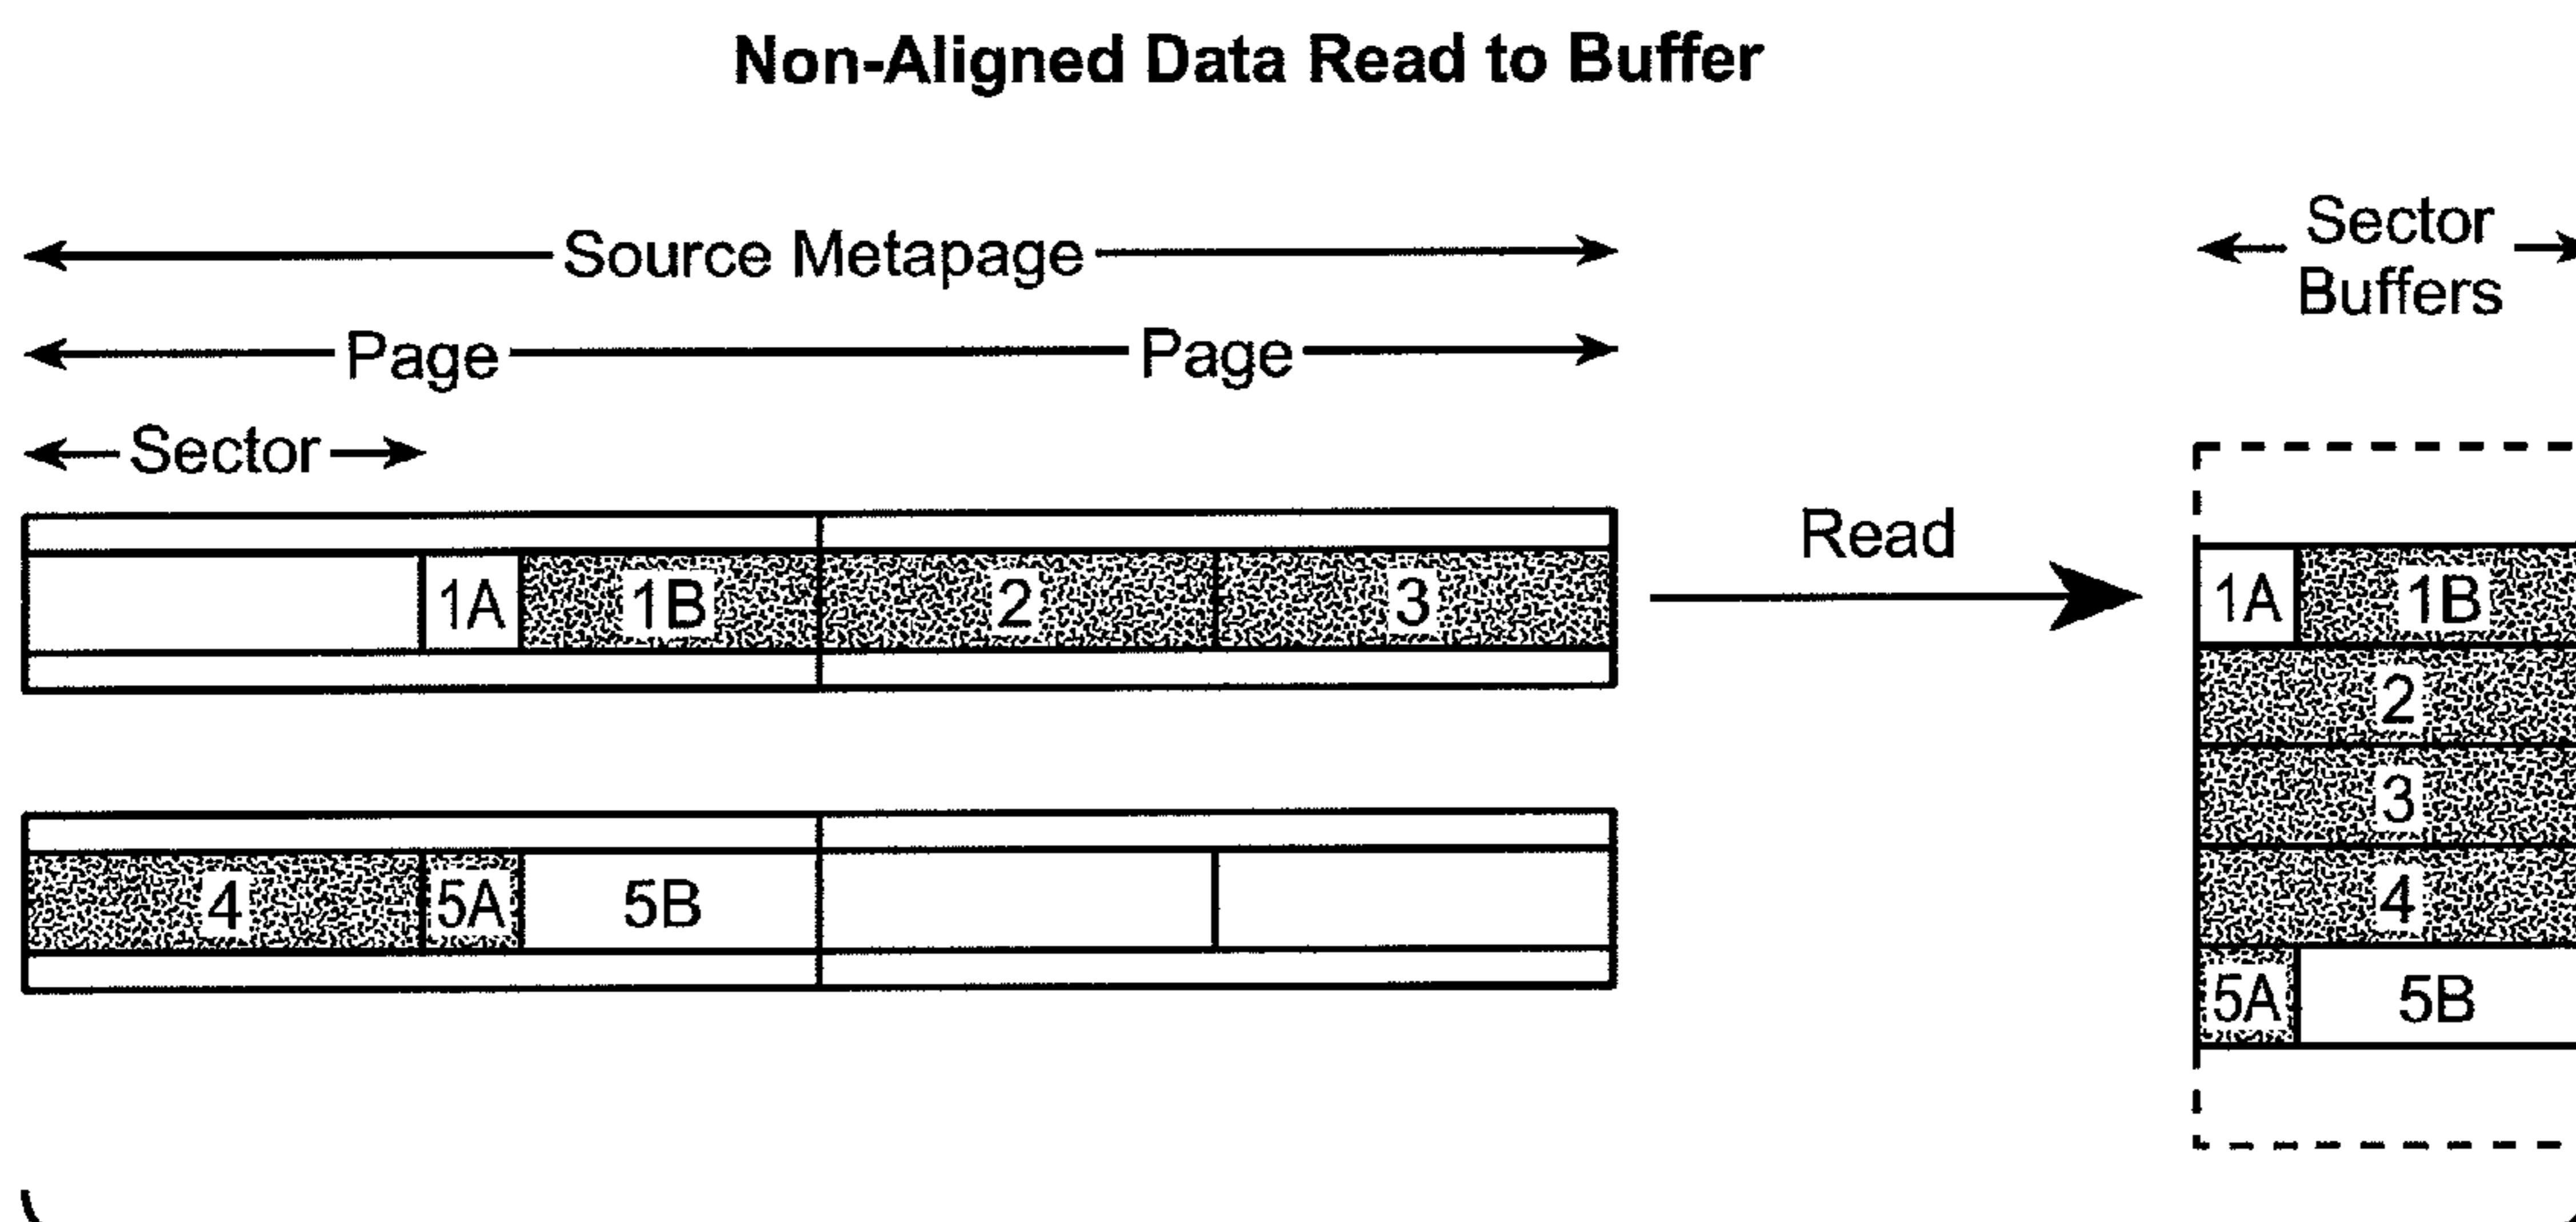 Non-Aligned Data Read to Buffer
Source Metapage
Sector
Buffers
Page Page
Sector
Read
1A 1B 2 3
1A 1B
2
3
4
4 5A 5B
5A 5B